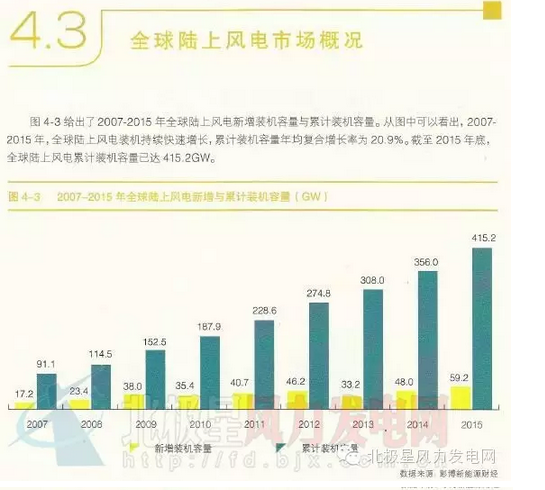 4.3
全球陆上风电市场概况
图 4-3 给出了 2007-2015 年全球陆上风电新增装机容量与累计装机容量。从图中可以看出，2007-
2015 年，全球陆上风电装机持续快速增长，累计装机容量年均复合增长率为 20.9%。截至 2015 年底，
全球陆上风电累计装机容量已达 415.2GW。
图 4-3 2007-2015 年全球陆上风电新增与累计装机容量（GW）
415.2
356.0
308.0
274.8
228.6
187.9
152.5
114.5
91.1
17.2 23.4 38.0 35.4 40.7 46.2 33.2 48.0 59.2
2007 2008 2009 2010 2011 2012 2013 2014 2015
北极星风力发电网
新增装机容量 累计装机容量
北极星风力发电网
http://fd.bjx.com.cn
数据来源：彭博新能源财经